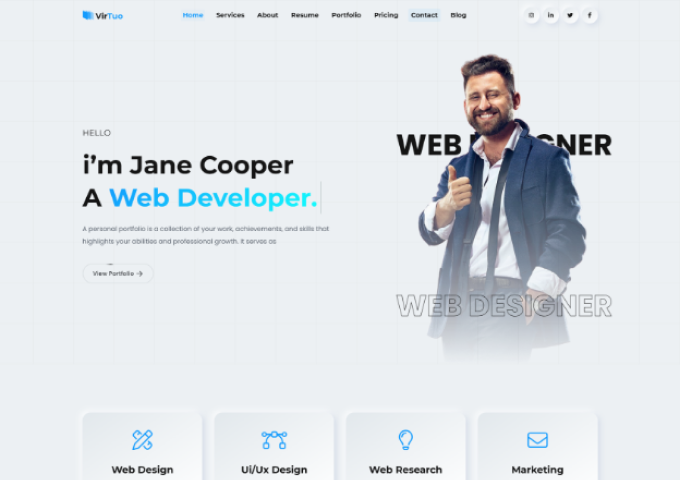 VirTuo
Home Services About Resume Portfolio Pricing Contact Blog
HELLO
i'm Jane Cooper
A Web Developer.
A personal portfolio is a collection of your work, achievements, and skills that
highlights your abilities and professional growth. It serves as
View Portfolio
WEB DESIGNER
WEB DESIGNER
Web Design
Ui/Ux Design
Web Research
Marketing